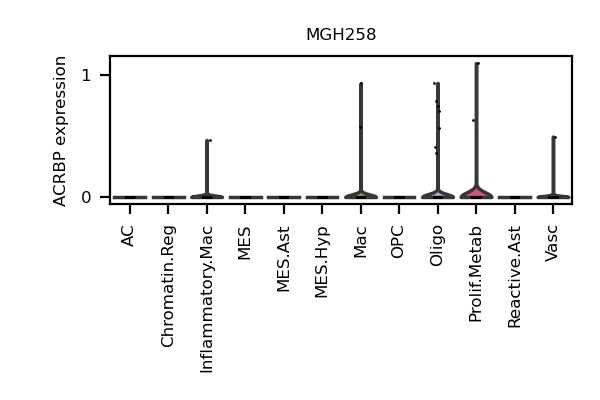 MGH258
ACRBP expression
1
0
AC
Chromatin.Reg
Inflammatory.Mac
MES
MES.Ast
MES.Hyp
Mac
OPC
Oligo
Prolif.Metab
Reactive.Ast
Vasc